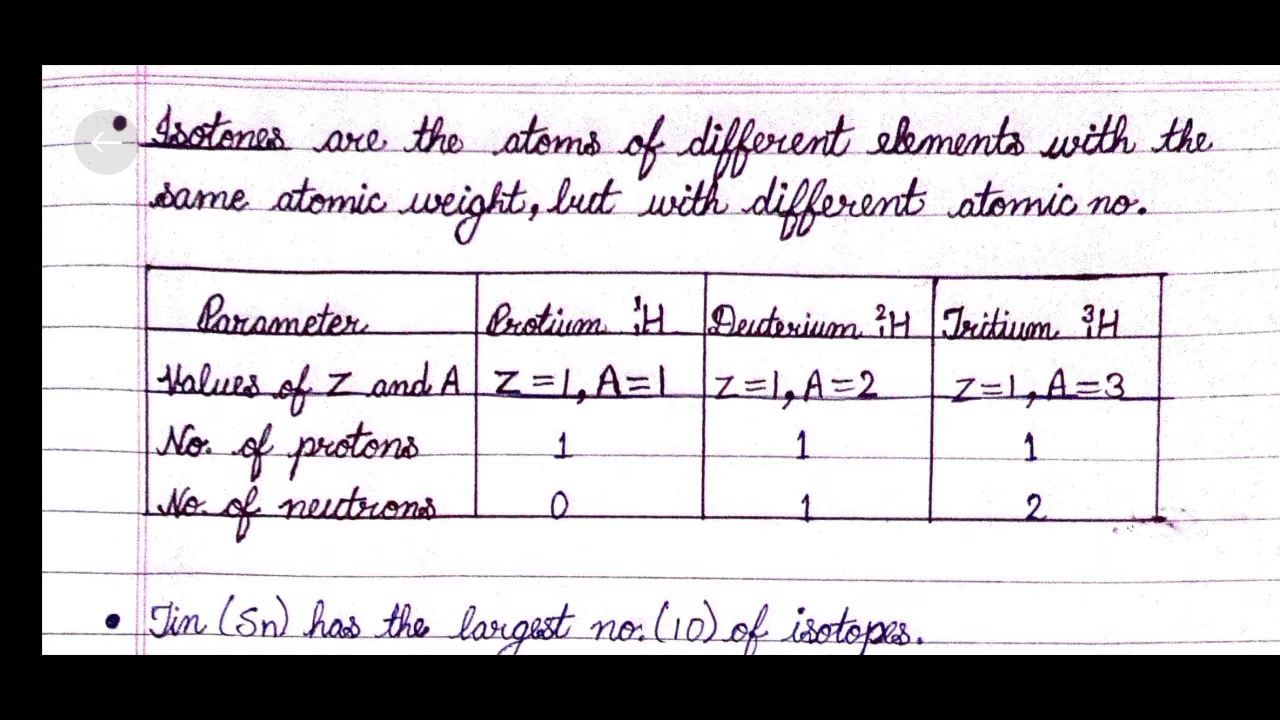 • Isotones are the atoms of different elements with the
same atomic weight, but with different atomic no.
Parameter Protium ¹₁H Deuterium ²₁H Tritium ³₁H
Values of Z and A Z=1, A=1 Z=1, A=2 Z=1, A=3
No. of protons 1 1 1
No. of neutrons 0 1 2
• Tin (Sn) has the largest no. (10) of isotopes.